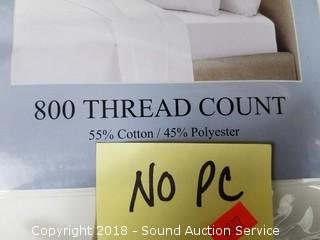 800 THREAD COUNT
55% Cotton / 45% Polyester
NO PC
Copyright 2018 - Sound Auction Service